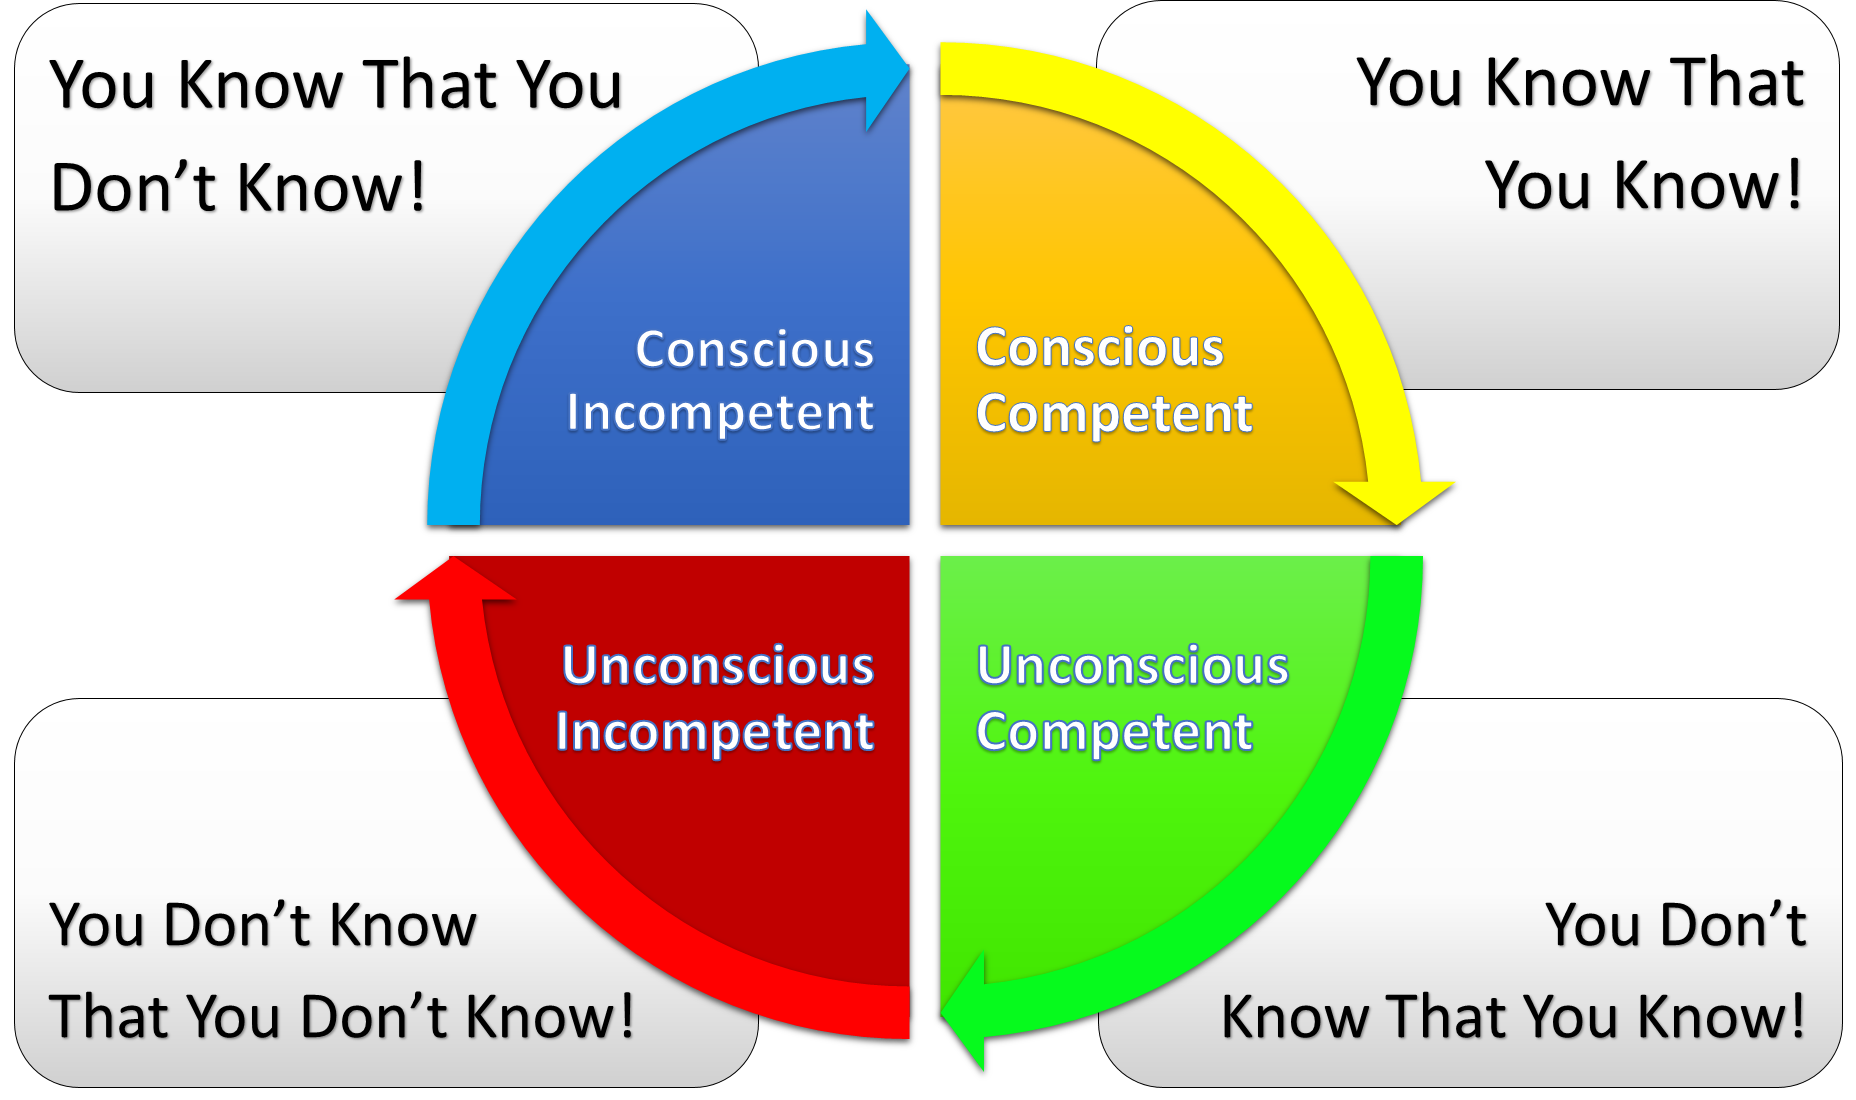 You Know That You
Don’t Know!
You Know That
You Know!
Conscious
Incompetent
Conscious
Competent
Unconscious
Incompetent
Unconscious
Competent
You Don’t Know
That You Don’t Know!
You Don’t
Know That You Know!